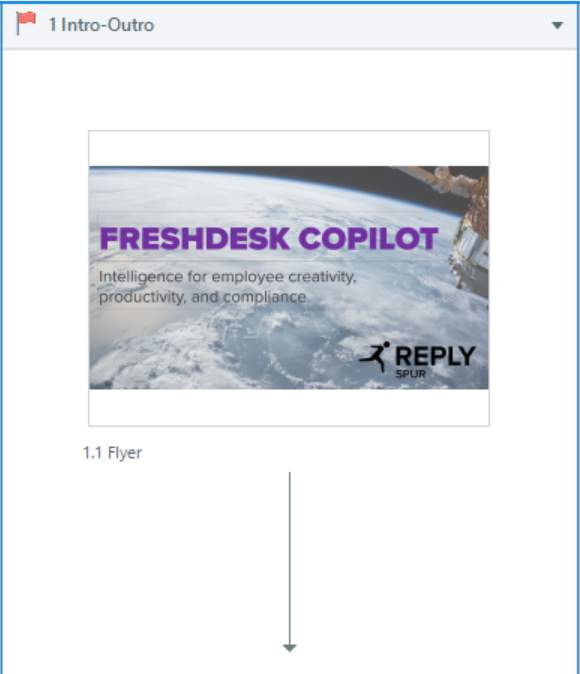 1 Intro-Outro
FRESHDESK COPILOT
Intelligence for employee creativity,
productivity, and compliance
REPLY
SPUR
1.1 Flyer